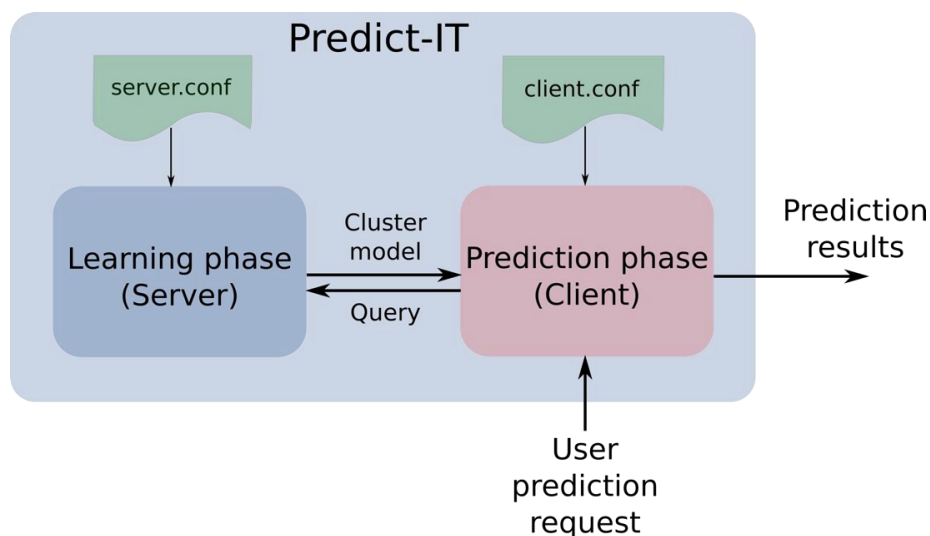 Predict-IT
server.conf
client.conf
Learning phase
(Server)
Cluster
model
Query
Prediction phase
(Client)
Prediction
results
User
prediction
request